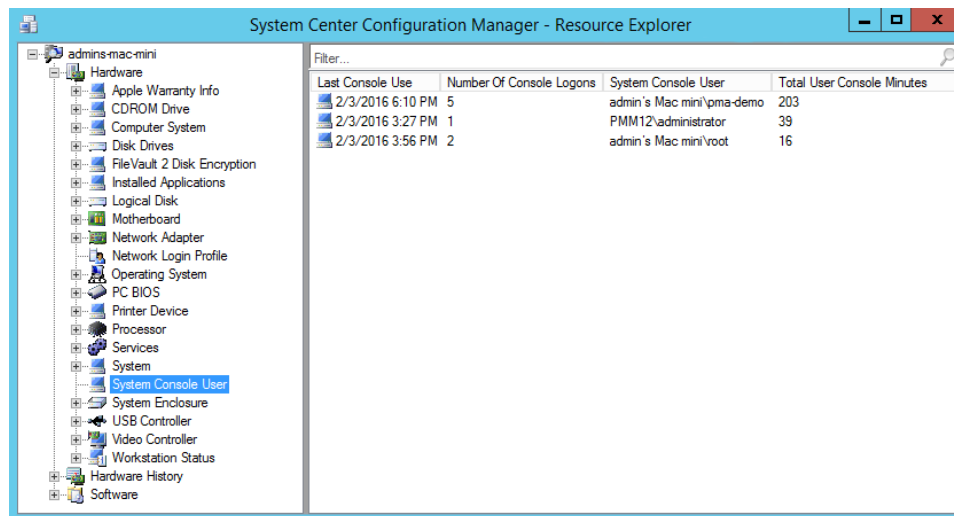 System Center Configuration Manager - Resource Explorer
admins-mac-mini
Hardware
Apple Warranty Info
CDROM Drive
Computer System
Disk Drives
FileVault 2 Disk Encryption
Installed Applications
Logical Disk
Motherboard
Network Adapter
Network Login Profile
Operating System
PC BIOS
Printer Device
Processor
Services
System
System Console User
System Enclosure
USB Controller
Video Controller
Workstation Status
Hardware History
Software
Filter...
Last Console Use Number Of Console Logons System Console User Total User Console Minutes
2/3/2016 6:10 PM 5 admin's Mac mini\pma-demo 203
2/3/2016 3:27 PM 1 PMM12\administrator 39
2/3/2016 3:56 PM 2 admin's Mac mini\root 16